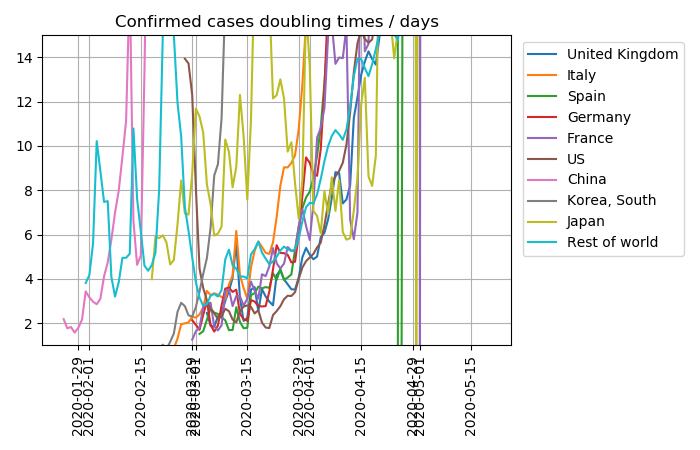 Confirmed cases doubling times / days
14
12
10
8
6
4
2
2020-01-29
2020-02-01
2020-02-15
2020-02-29
2020-03-01
2020-03-15
2020-03-29
2020-04-01
2020-04-15
2020-04-29
2020-05-01
2020-05-15
United Kingdom
Italy
Spain
Germany
France
US
China
Korea, South
Japan
Rest of world